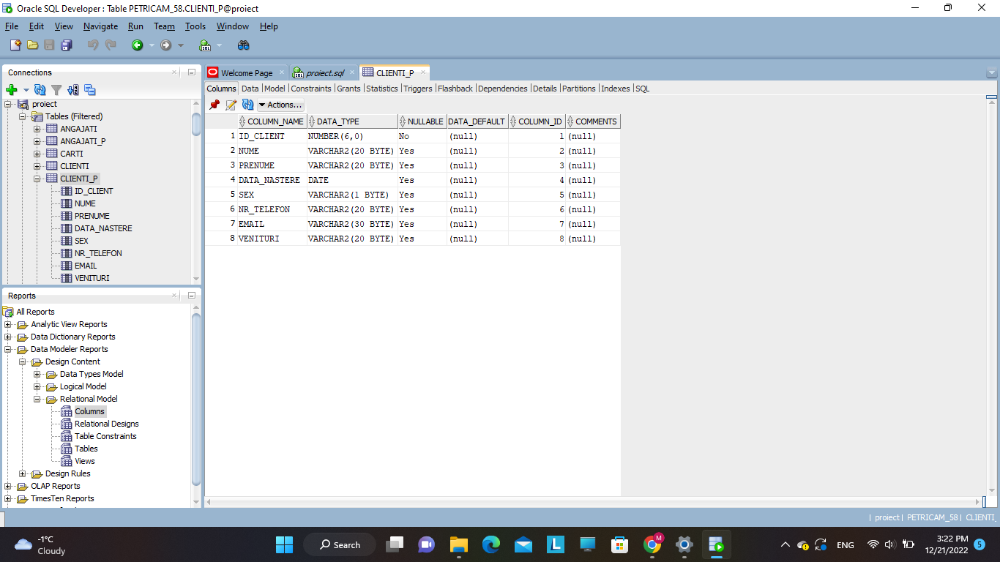 Oracle SQL Developer : Table PETRICAM_58.CLIENTI_P@proiect
File Edit View Navigate Run Team Tools Window Help
Connections
proiect
Tables (Filtered)
ANGAJATI
ANGAJATI_P
CARTI
CLIENTI
CLIENTI_P
ID_CLIENT
NUME
PRENUME
DATA_NASTERE
SEX
NR_TELEFON
EMAIL
VENITURI
Reports
All Reports
Analytic View Reports
Data Dictionary Reports
Data Modeler Reports
Design Content
Data Types Model
Logical Model
Relational Model
Columns
Relational Designs
Table Constraints
Tables
Views
Design Rules
OLAP Reports
TimesTen Reports
Welcome Page proiect.sql CLIENTI_P
Columns Data Model Constraints Grants Statistics Triggers Flashback Dependencies Details Partitions Indexes SQL
Actions...
COLUMN_NAME DATA_TYPE NULLABLE DATA_DEFAULT COLUMN_ID COMMENTS
1 ID_CLIENT NUMBER(6,0) No (null) 1 (null)
2 NUME VARCHAR2(20 BYTE) Yes (null) 2 (null)
3 PRENUME VARCHAR2(20 BYTE) Yes (null) 3 (null)
4 DATA_NASTERE DATE Yes (null) 4 (null)
5 SEX VARCHAR2(1 BYTE) Yes (null) 5 (null)
6 NR_TELEFON VARCHAR2(20 BYTE) Yes (null) 6 (null)
7 EMAIL VARCHAR2(30 BYTE) Yes (null) 7 (null)
8 VENITURI VARCHAR2(20 BYTE) Yes (null) 8 (null)
| proiect | PETRICAM_58 | CLIENTI_
-1°C
Cloudy
Search
M
L
ENG
3:22 PM
12/21/2022
5